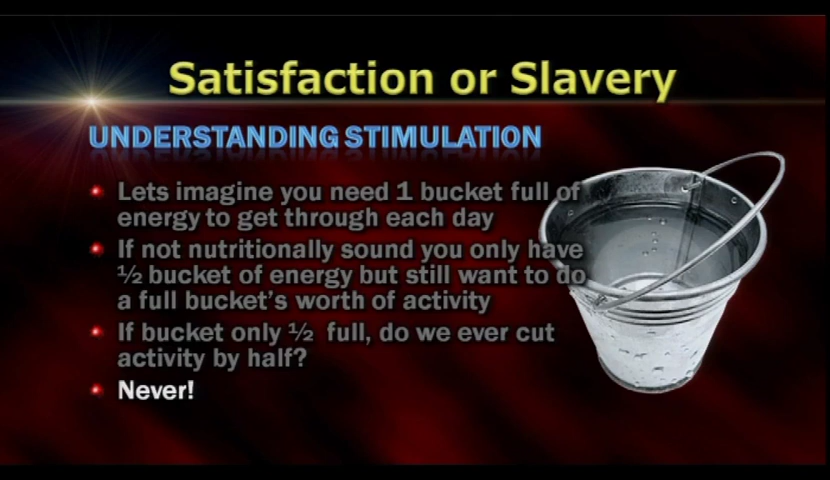 Satisfaction or Slavery
UNDERSTANDING STIMULATION
Lets imagine you need 1 bucket full of
energy to get through each day
If not nutritionally sound you only have
½ bucket of energy but still want to do
a full bucket's worth of activity
If bucket only ½ full, do we ever cut
activity by half?
Never!